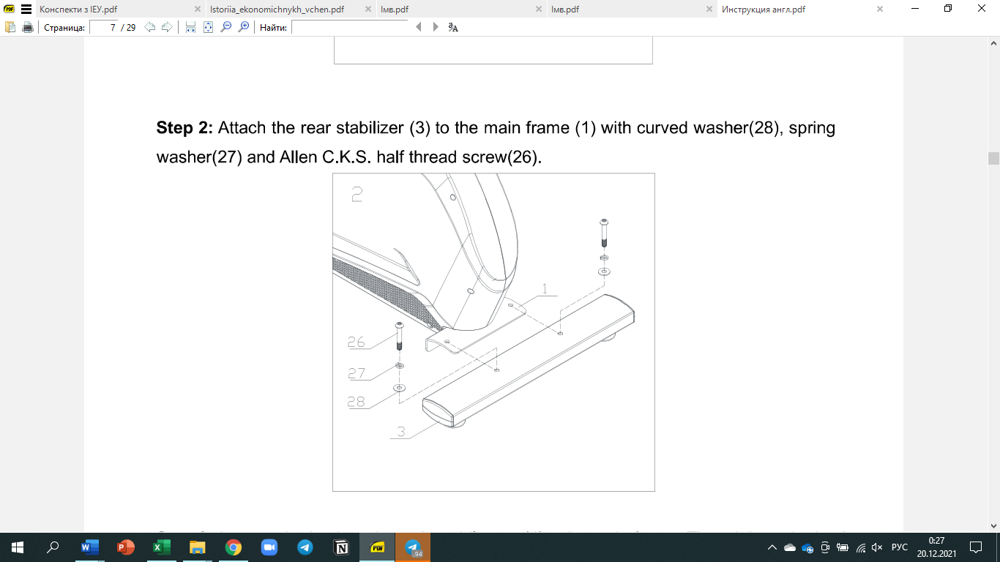 Конспекти з ІЕУ.pdf
Istoriia_ekonomichnykh_vchen.pdf
Імв.pdf
Імв.pdf
Инструкция англ.pdf
Страница: 7 / 29
Найти:
Step 2: Attach the rear stabilizer (3) to the main frame (1) with curved washer(28), spring
washer(27) and Allen C.K.S. half thread screw(26).
2
1
26
27
28
3
PDF
.94
РУС
0:27
20.12.2021